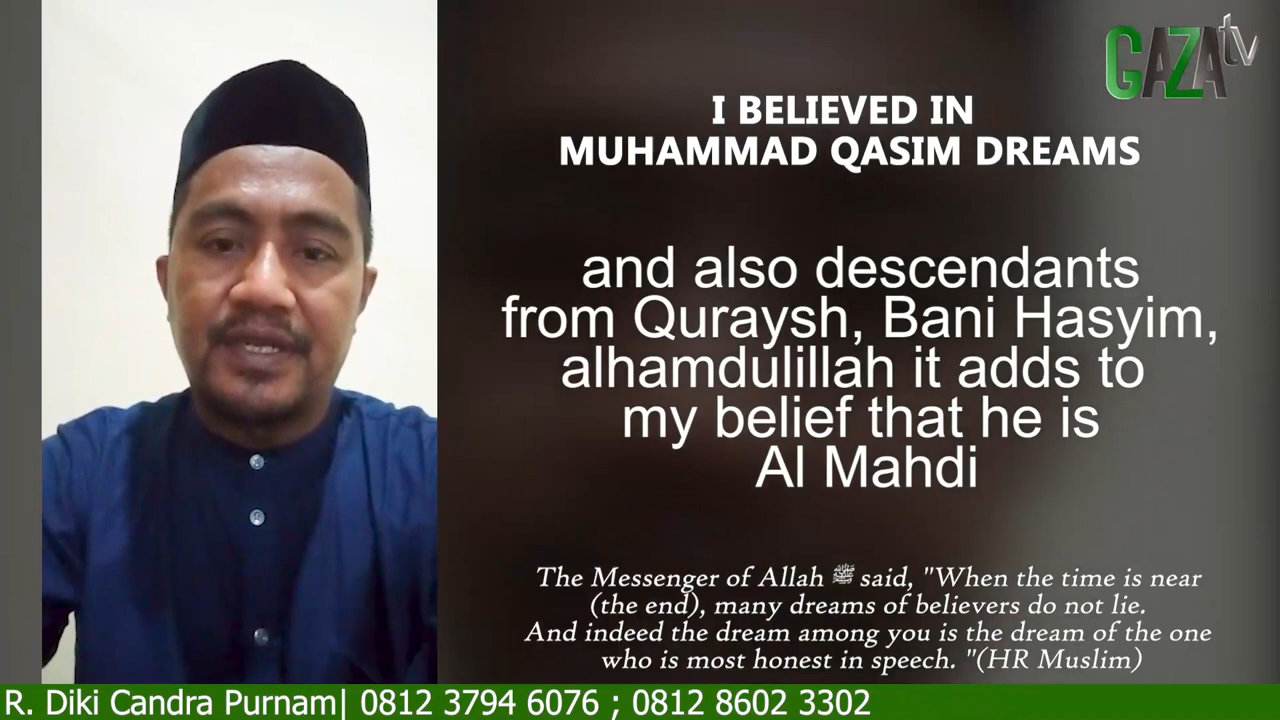 GAZAtv
I BELIEVED IN
MUHAMMAD QASIM DREAMS
and also descendants
from Quraysh, Bani Hasyim,
alhamdulillah it adds to
my belief that he is
Al Mahdi
The Messenger of Allah ﷺ said, "When the time is near
(the end), many dreams of believers do not lie.
And indeed the dream among you is the dream of the one
who is most honest in speech. "(HR Muslim)
R. Diki Candra Purnam| 0812 3794 6076 ; 0812 8602 3302